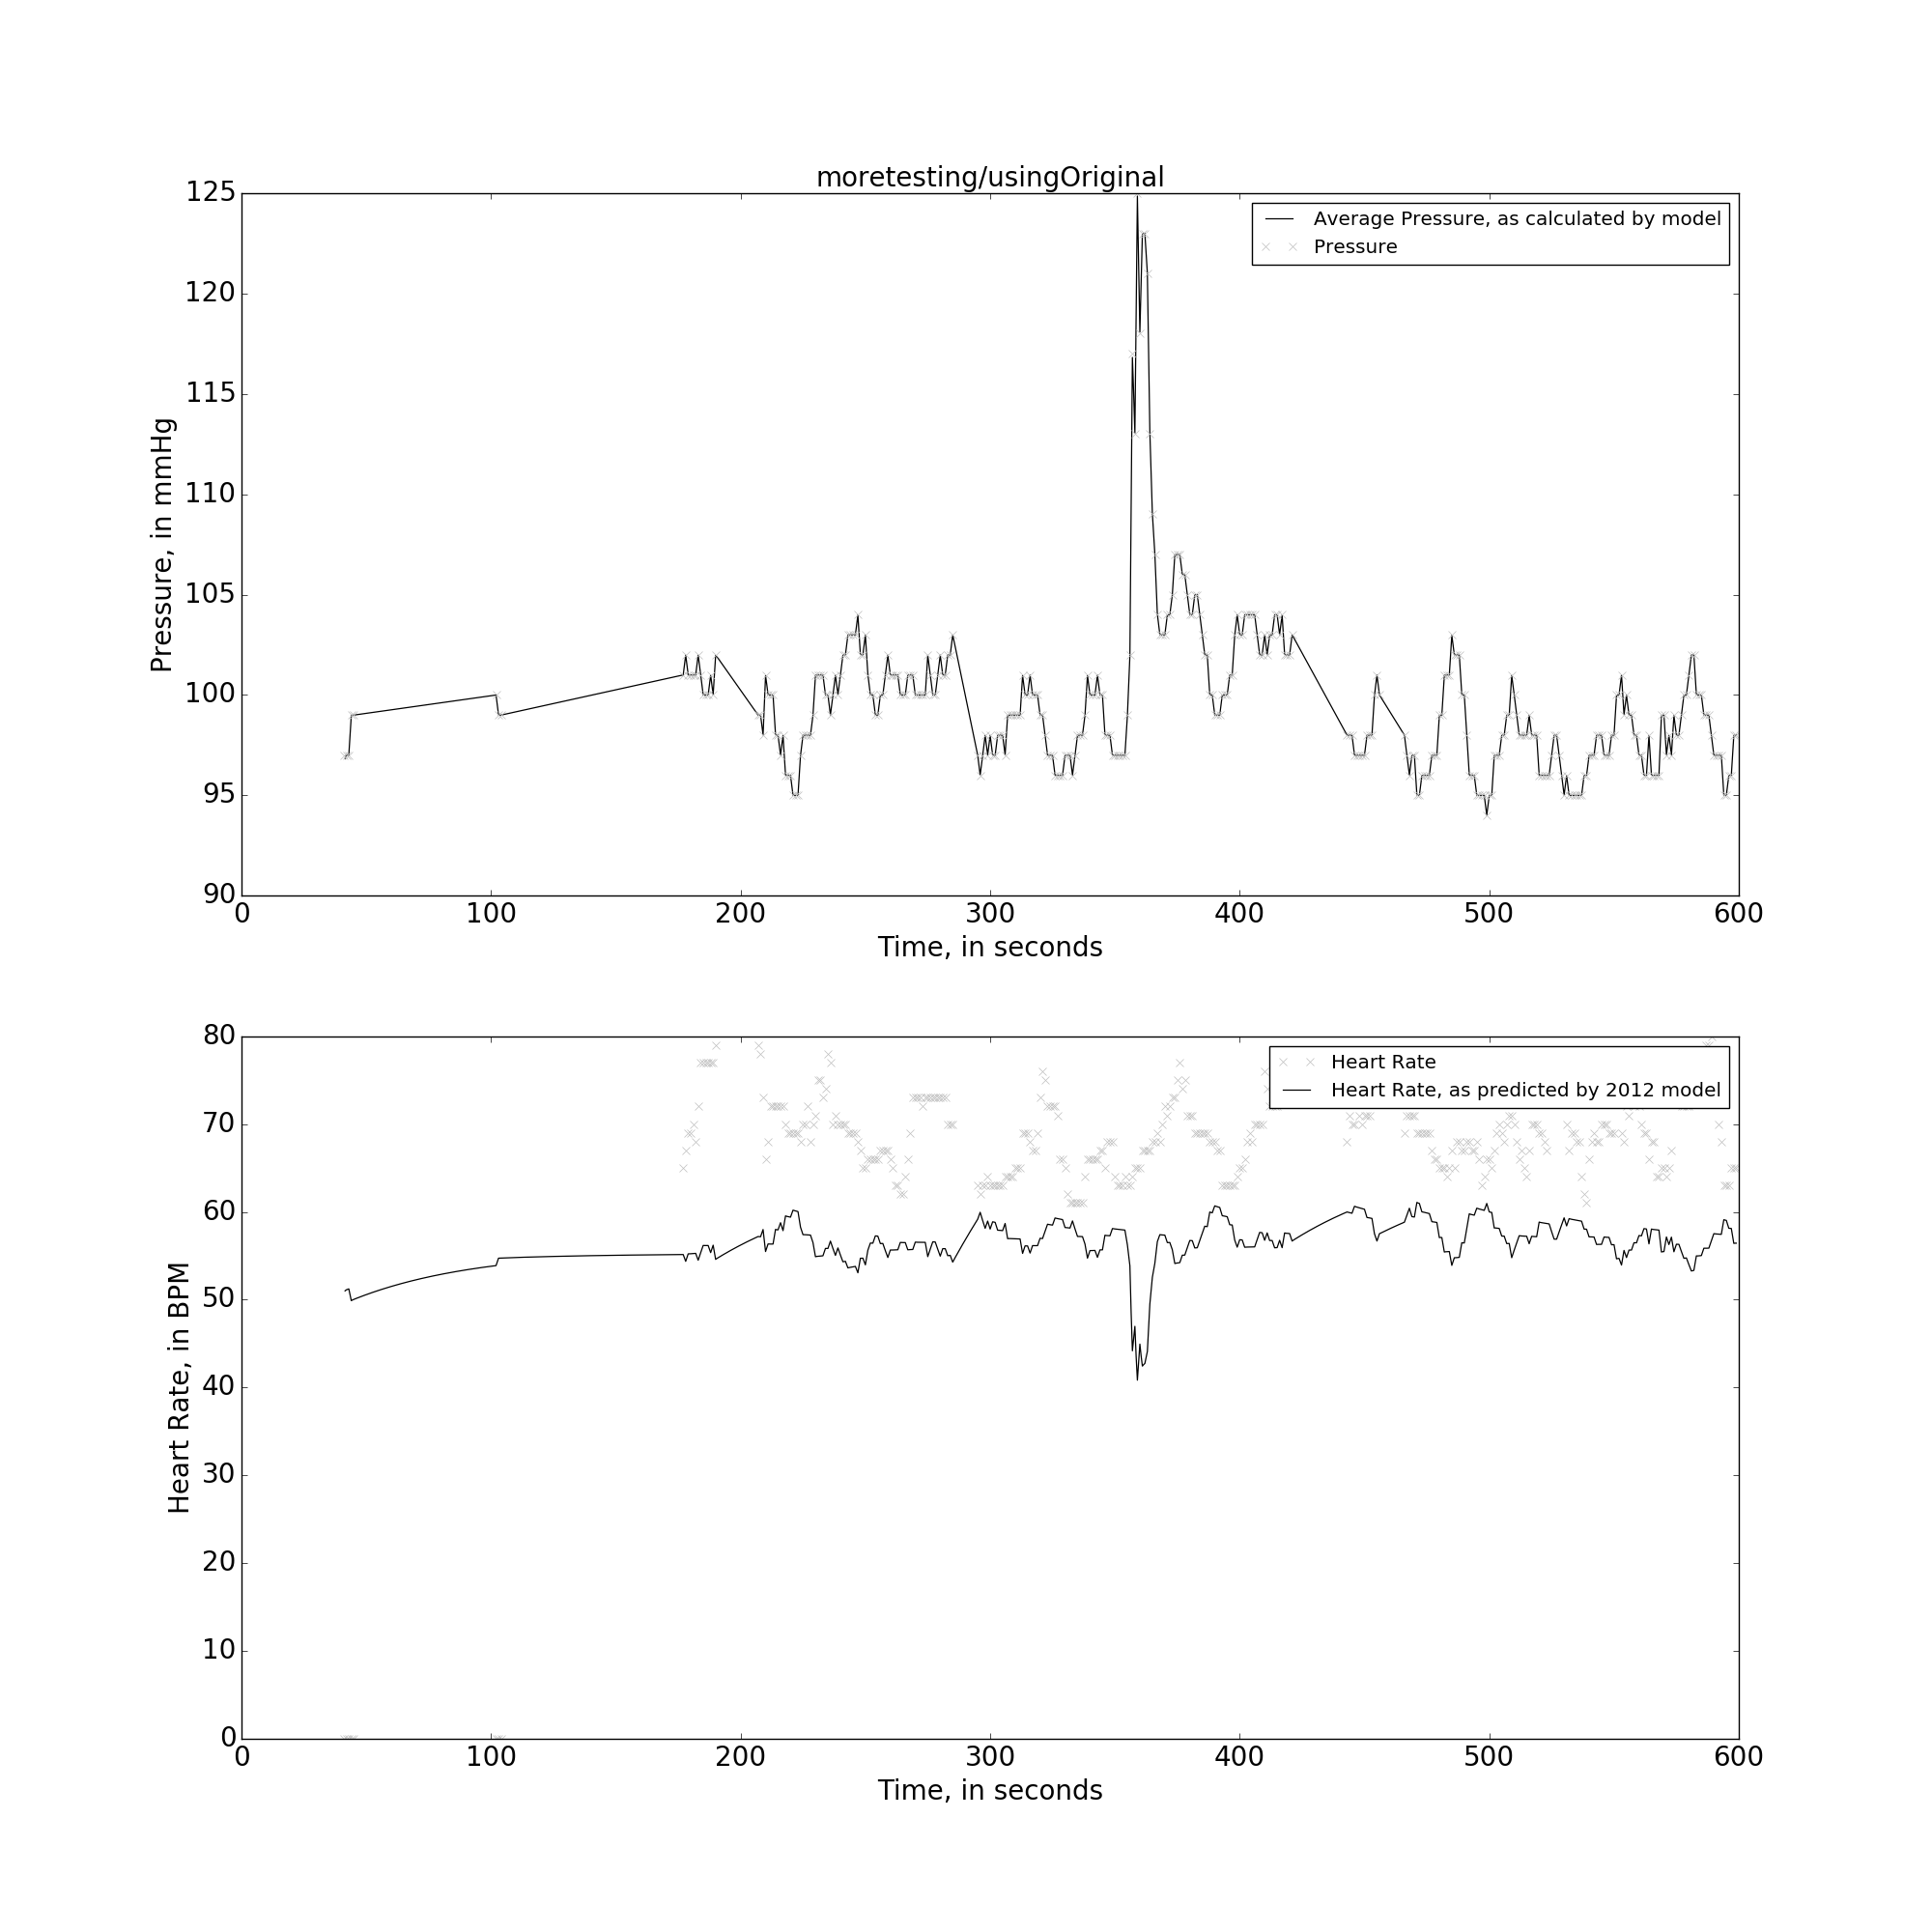 moretesting/usingOriginal
125
120
115
110
105
100
95
90
Pressure, in mmHg
Average Pressure, as calculated by model
Pressure
0 100 200 300 400 500 600
Time, in seconds
80
70
60
50
40
30
20
10
0
Heart Rate, in BPM
Heart Rate
Heart Rate, as predicted by 2012 model
0 100 200 300 400 500 600
Time, in seconds